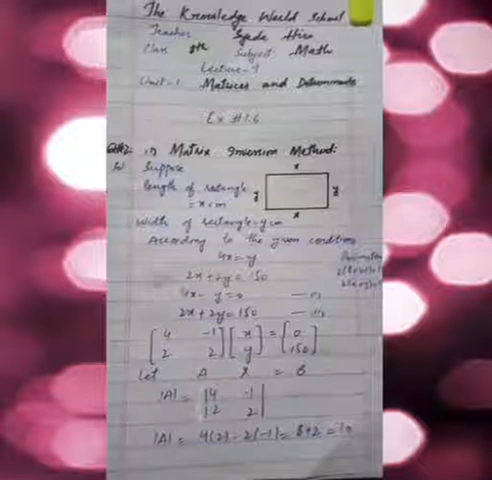 The Knowledge World School
Teacher Syeda Hira
Class 9th Subject Math
Lecture-7
Unit-1 Matrices and Determinants
Ex #1.6
(i) Matrix Inversion Method:
Sol Suppose
length of rectangle
= x cm
x
y
y
x
width of rectangle = y cm
According to the given condition
4x = y
2x + 2y = 150
4x - y = 0
2x + 2y = 150
Perimeter
[4 -1
2 2] [x
y] = [0
150]
Let A X = B
|A| = |4 -1
2 2|
|A| = 4(2) - 2(-1) = 8+2 = 10